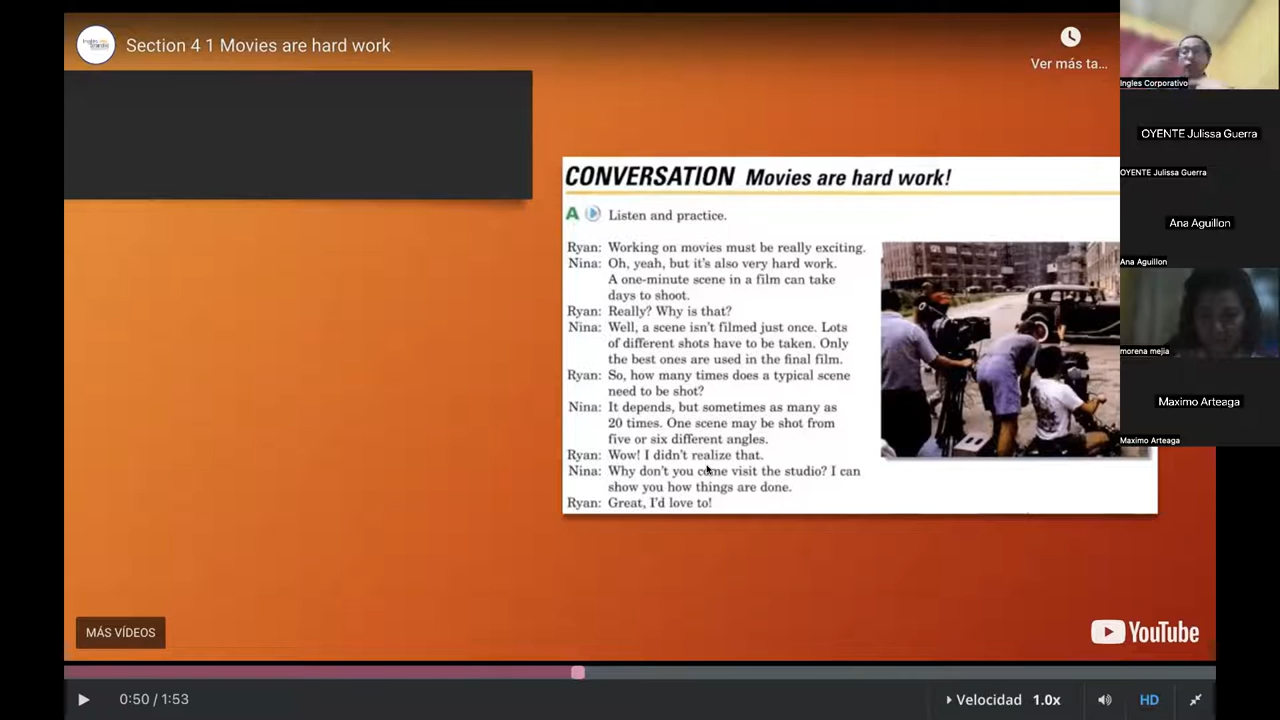 Section 4 1 Movies are hard work
Ver más ta...
CONVERSATION Movies are hard work!
A Listen and practice.
Ryan: Working on movies must be really exciting.
Nina: Oh, yeah, but it's also very hard work.
A one-minute scene in a film can take
days to shoot.
Ryan: Really? Why is that?
Nina: Well, a scene isn't filmed just once. Lots
of different shots have to be taken. Only
the best ones are used in the final film.
Ryan: So, how many times does a typical scene
need to be shot?
Nina: It depends, but sometimes as many as
20 times. One scene may be shot from
five or six different angles.
Ryan: Wow! I didn't realize that.
Nina: Why don't you come visit the studio? I can
show you how things are done.
Ryan: Great, I'd love to!
MÁS VÍDEOS
YouTube
0:50 / 1:53
Velocidad 1.0x
HD
Ingles Corporativo
OYENTE Julissa Guerra
OYENTE Julissa Guerra
Ana Aguillon
Ana Aguillon
morena mejia
Maximo Arteaga
Maximo Arteaga